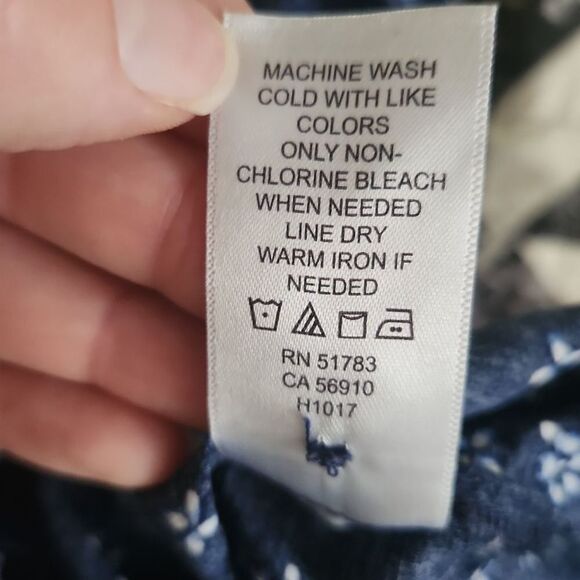 MACHINE WASH
COLD WITH LIKE
COLORS
ONLY NON-
CHLORINE BLEACH
WHEN NEEDED
LINE DRY
WARM IRON IF
NEEDED
RN 51783
CA 56910
H1017